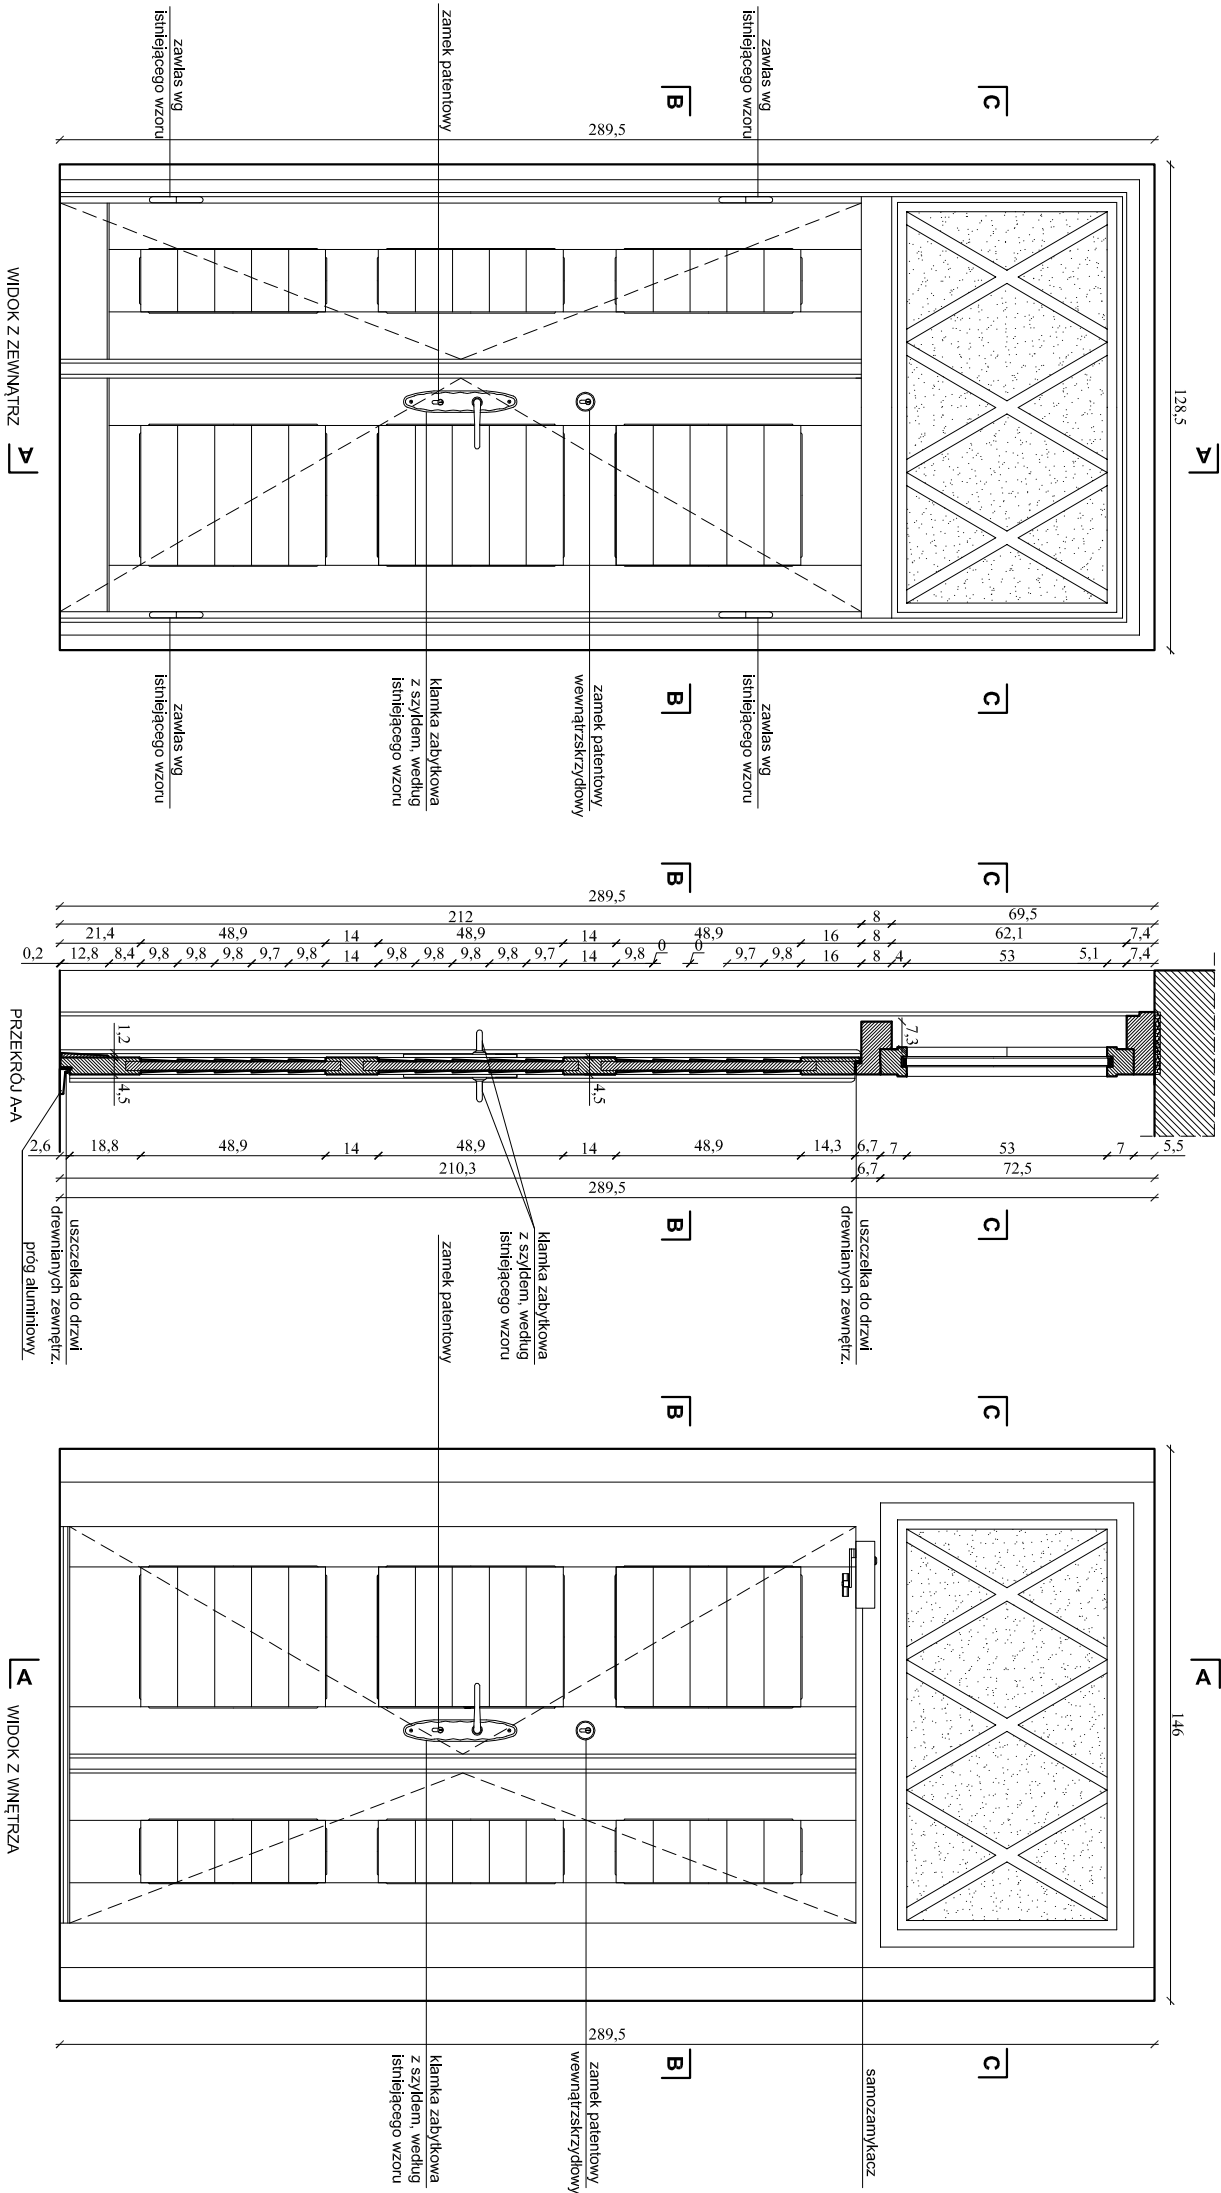 C
C
B
B
zawias wg
istniejącego wzoru
zawias wg
istniejącego wzoru
zamek patentowy
289,5
128,5
A
A
WIDOK Z ZEWNĄTRZ
zawias wg
istniejącego wzoru
zamek patentowy
wewnątrzskrzydłowy
klamka zabytkowa
z szyldem, według
istniejącego wzoru
zawias wg
istniejącego wzoru
C
C
B
B
289,5
212
8
69,5
21,4
48,9
14
48,9
14
48,9
16
8
62,1
7,4
0,2
12,8
8,4
9,8
9,8
9,8
9,7
9,8
14
9,8
9,8
9,8
9,8
9,7
14
9,8
0
0
9,7
9,8
16
8
4
53
5,1
7,4
7,3
1,2
4,5
4,5
2,6
18,8
48,9
14
48,9
14
48,9
14,3
6,7
7
53
7
5,5
210,3
6,7
72,5
289,5
PRZEKRÓJ A-A
uszczelka do drzwi
drewnianych zewnętrz.
klamka zabytkowa
z szyldem, według
istniejącego wzoru
zamek patentowy
uszczelka do drzwi
drewnianych zewnętrz.
próg aluminiowy
C
C
B
B
146
A
A
WIDOK Z WNĘTRZA
289,5
samozamykacz
zamek patentowy
wewnątrzskrzydłowy
klamka zabytkowa
z szyldem, według
istniejącego wzoru